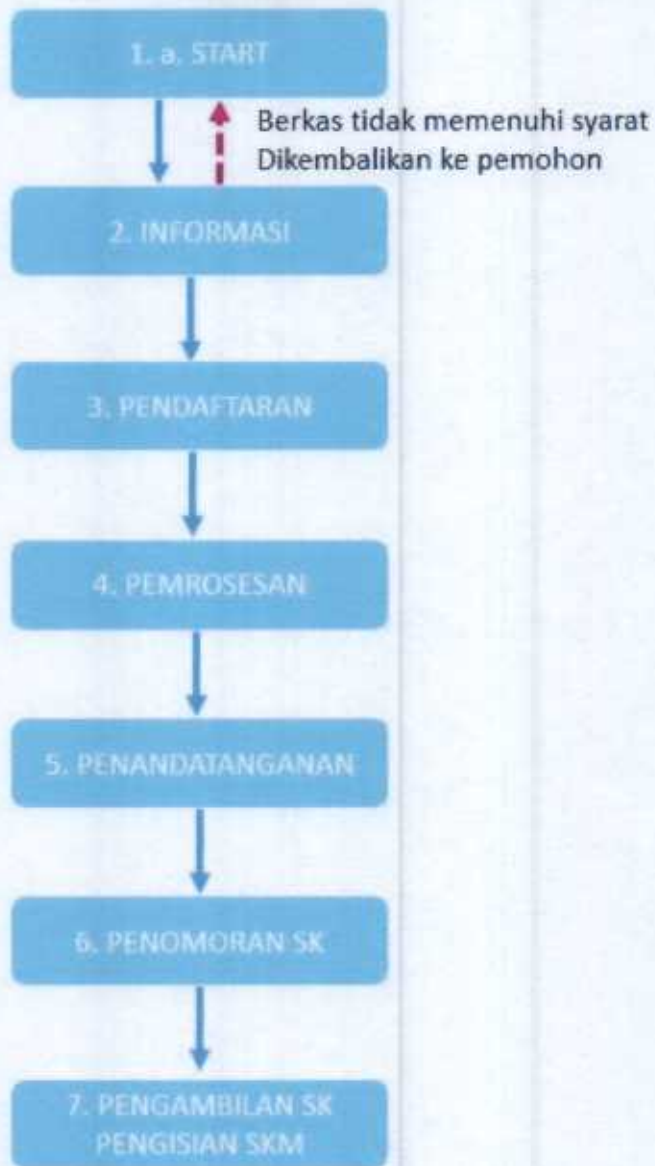 1. a. START
Berkas tidak memenuhi syarat
Dikembalikan ke pemohon
2. INFORMASI
3. PENDAFTARAN
4. PEMROSESAN
5. PENANDATANGANAN
6. PENOMORAN SK
7. PENGAMBILAN SK
PENGISIAN SKM